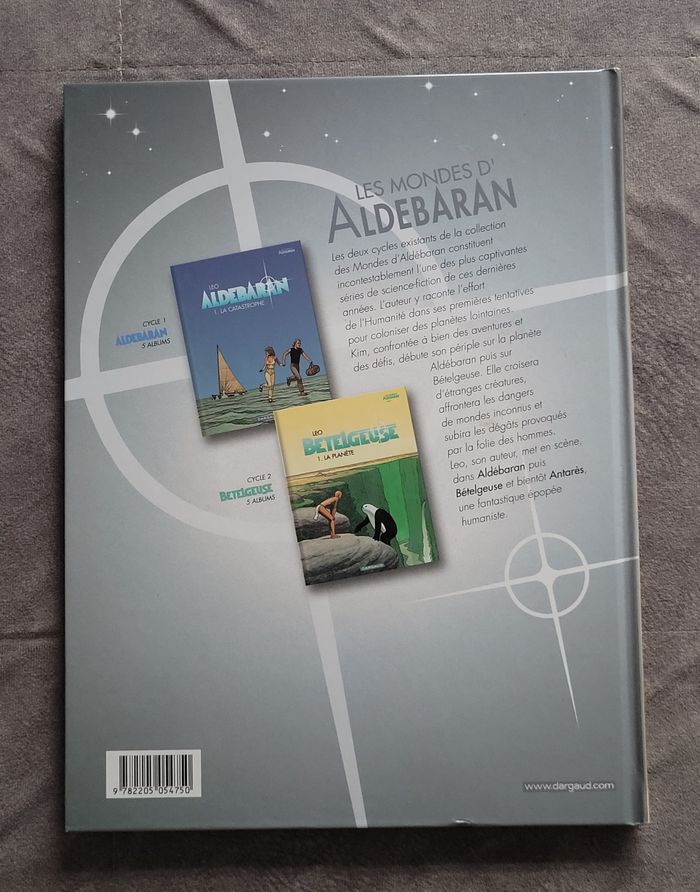 LES MONDES D'
ALDEBARAN
Les deux cycles existants de la collection
des Mondes d'Aldébaran constituent
incontestablement l'une des plus captivantes
séries de science-fiction de ces dernières
années. L'auteur y raconte l'effort
de l'Humanité dans ses premières tentatives
pour coloniser des planètes lointaines.
Kim, confrontée à bien des aventures et
des défis, débute son périple sur la planète
Aldébaran puis sur
Bételgeuse. Elle croisera
d'étranges créatures,
affrontera les dangers
de mondes inconnus et
subira les dégâts provoqués
par la folie des hommes.
Leo, son auteur, met en scène,
dans Aldébaran puis
Bételgeuse et bientôt Antarès,
une fantastique épopée
humaniste.
CYCLE 1
ALDEBARAN
5 ALBUMS
LEO
ALDEBARAN
1. LA CATASTROPHE
DARGAUD
CYCLE 2
BETELGEUSE
5 ALBUMS
LEO
BETELGEUSE
1. LA PLANÈTE
DARGAUD
9 782205 054750
www.dargaud.com